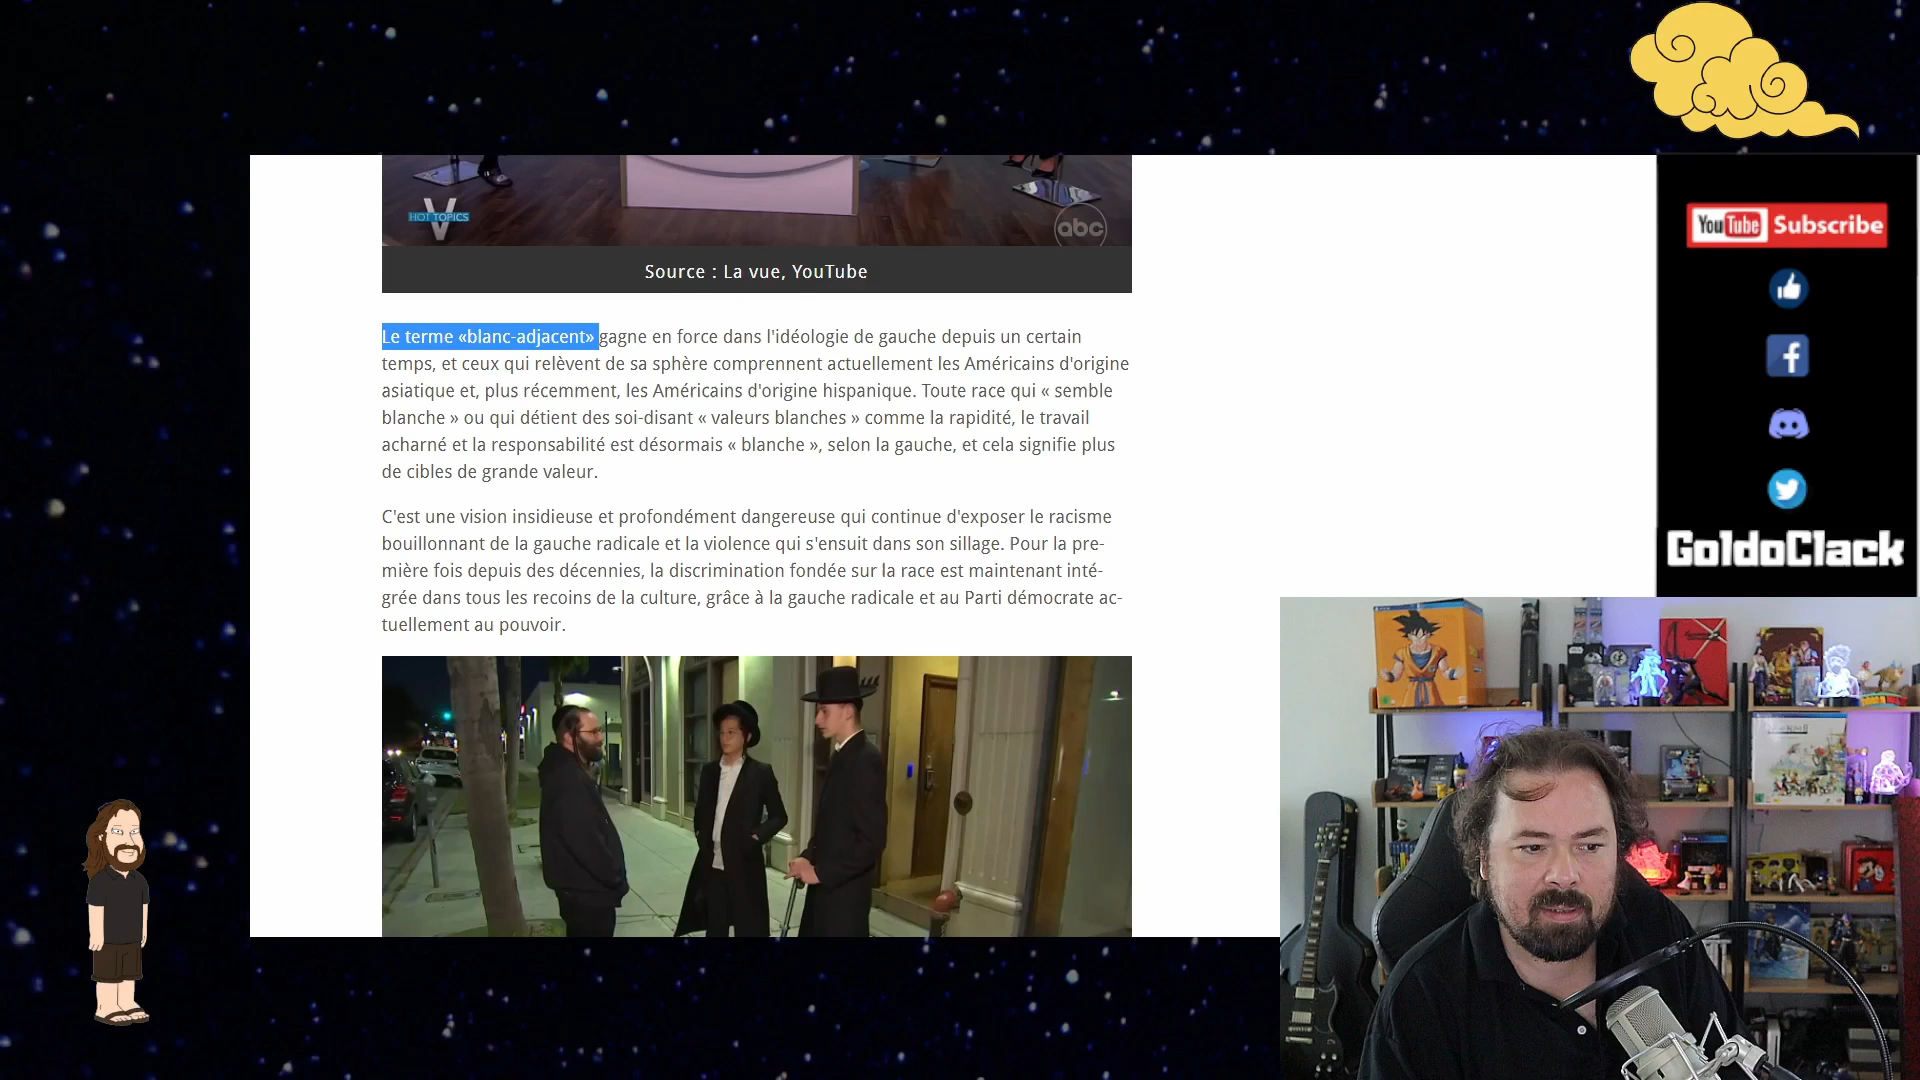 HOT TOPICS
V
abc
Source : La vue, YouTube
Le terme «blanc-adjacent» gagne en force dans l'idéologie de gauche depuis un certain
temps, et ceux qui relèvent de sa sphère comprennent actuellement les Américains d'origine
asiatique et, plus récemment, les Américains d'origine hispanique. Toute race qui « semble
blanche » ou qui détient des soi-disant « valeurs blanches » comme la rapidité, le travail
acharné et la responsabilité est désormais « blanche », selon la gauche, et cela signifie plus
de cibles de grande valeur.
C'est une vision insidieuse et profondément dangereuse qui continue d'exposer le racisme
bouillonnant de la gauche radicale et la violence qui s'ensuit dans son sillage. Pour la pre-
mière fois depuis des décennies, la discrimination fondée sur la race est maintenant inté-
grée dans tous les recoins de la culture, grâce à la gauche radicale et au Parti démocrate ac-
tuellement au pouvoir.
YouTube Subscribe
GoldoClack